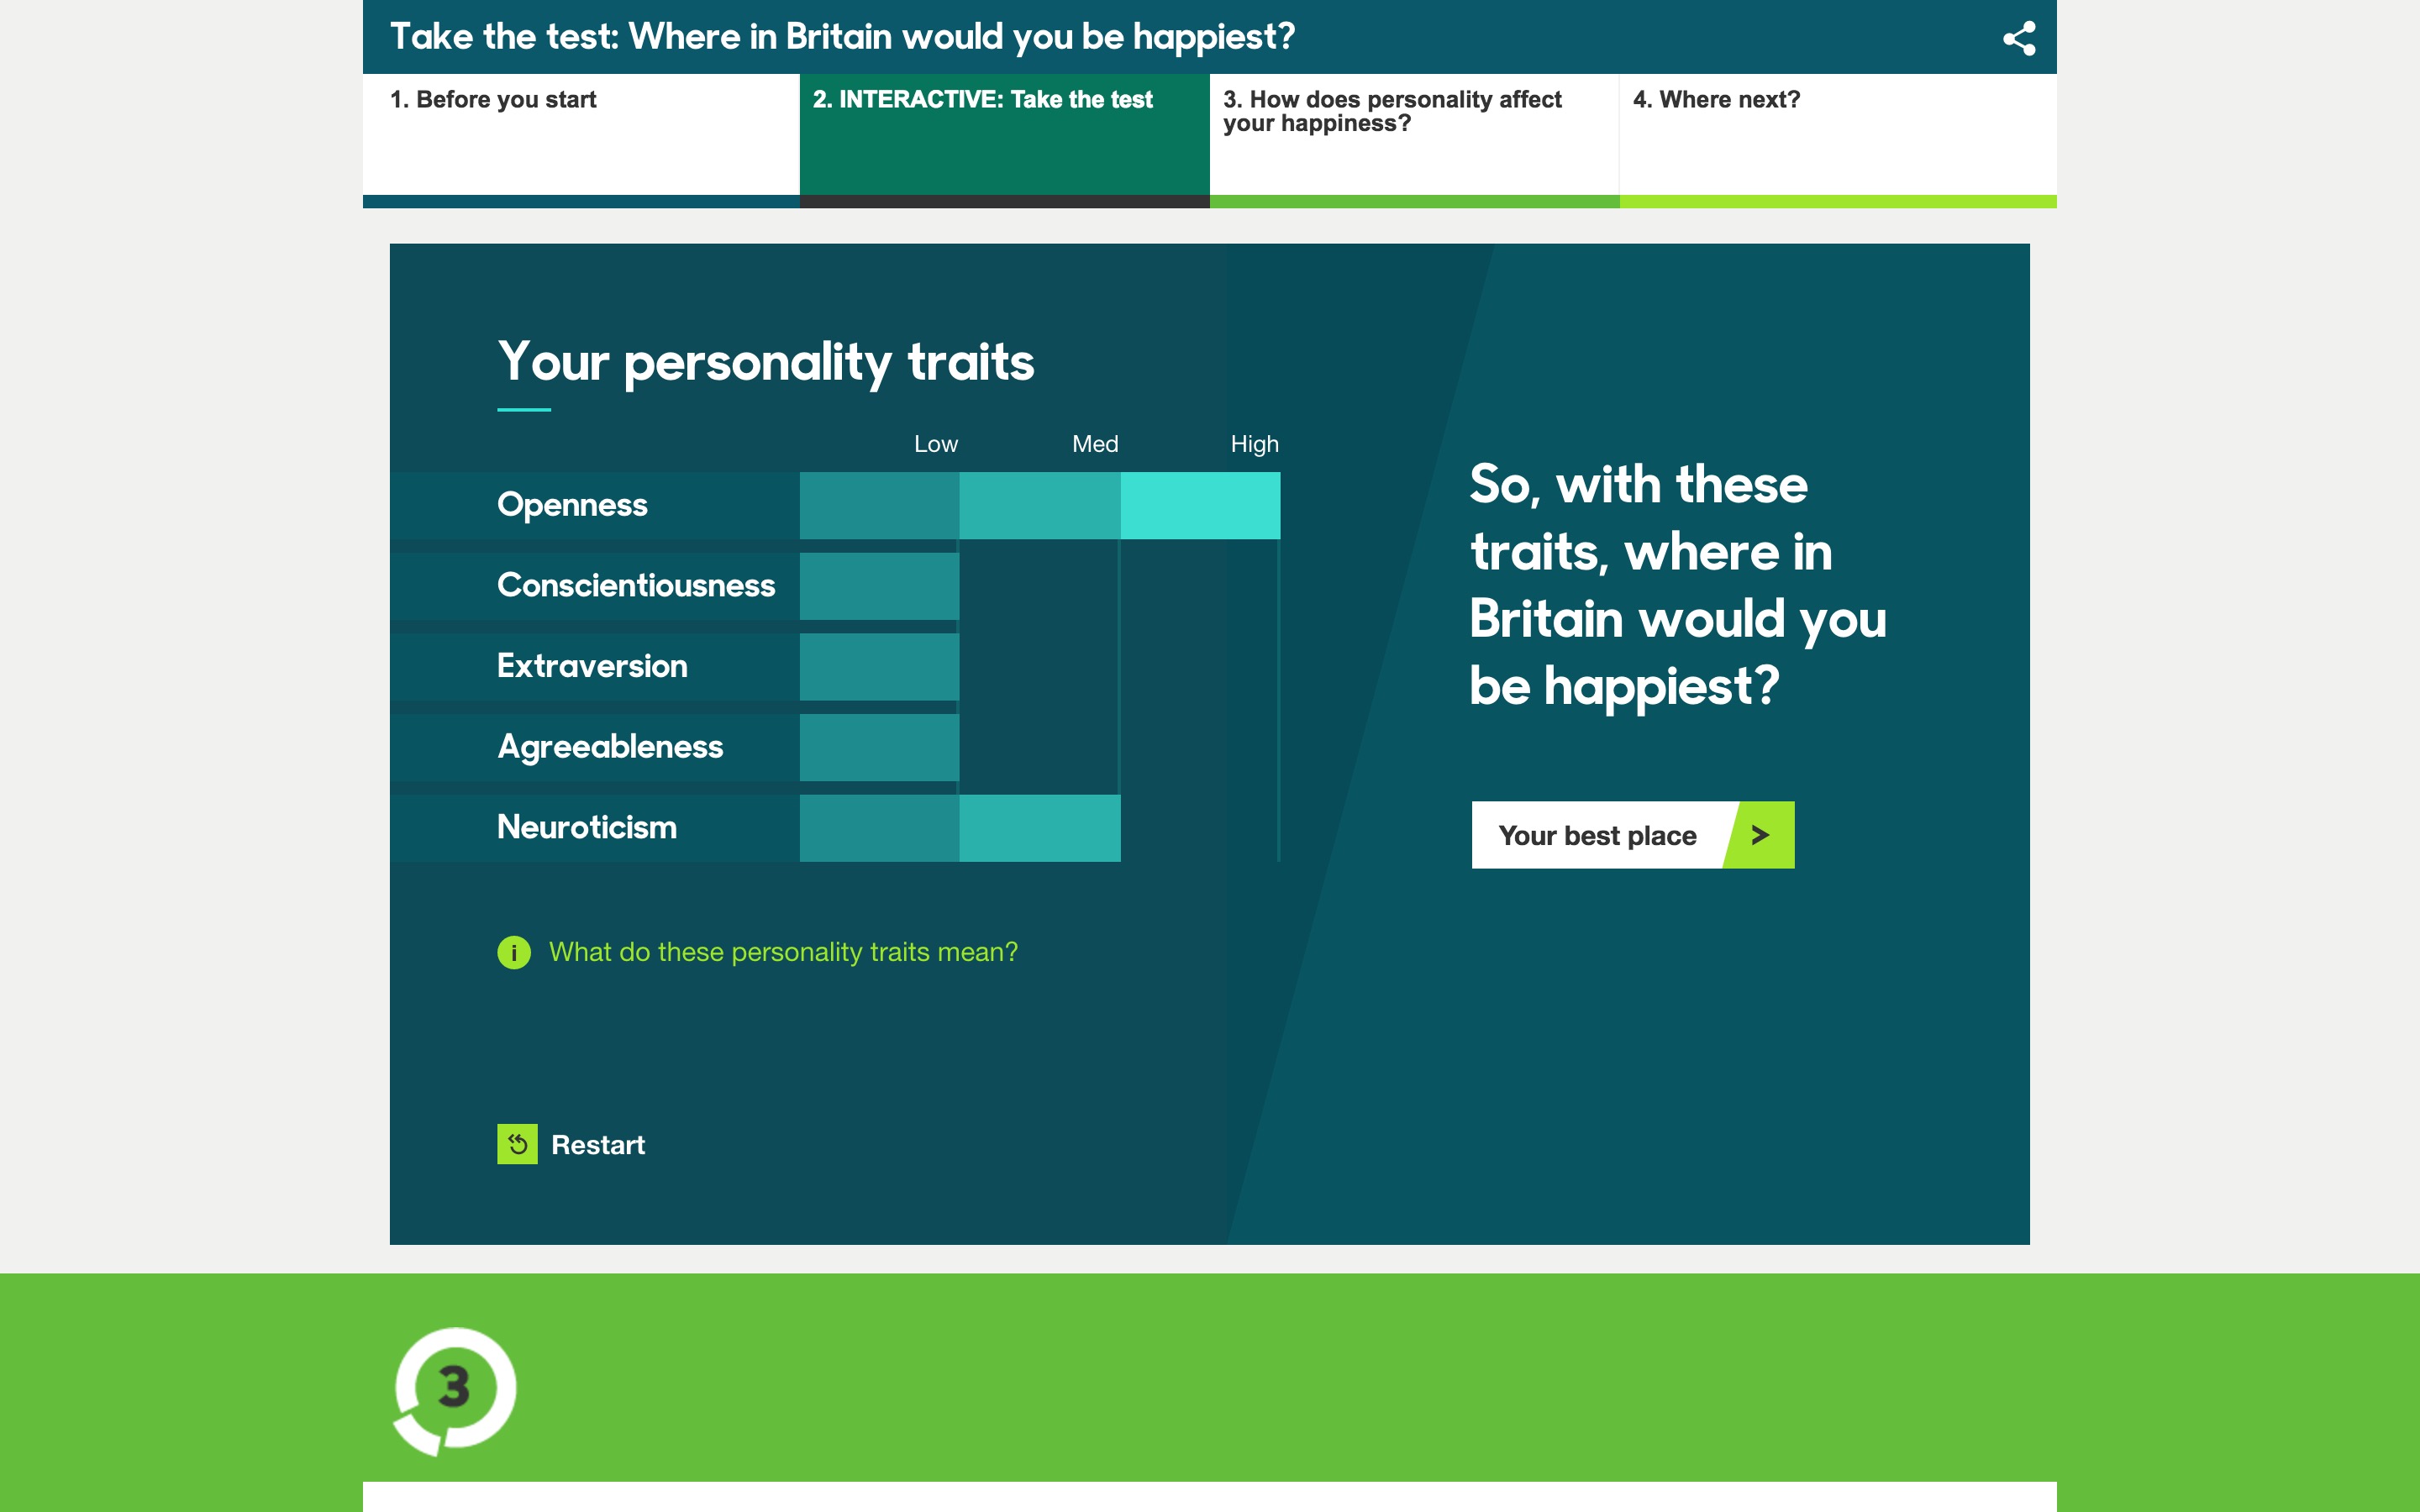 Take the test: Where in Britain would you be happiest?
1. Before you start
2. INTERACTIVE: Take the test
3. How does personality affect
your happiness?
4. Where next?
Your personality traits
Low Med High
Openness
Conscientiousness
Extraversion
Agreeableness
Neuroticism
i What do these personality traits mean?
Restart
So, with these
traits, where in
Britain would you
be happiest?
Your best place >
3